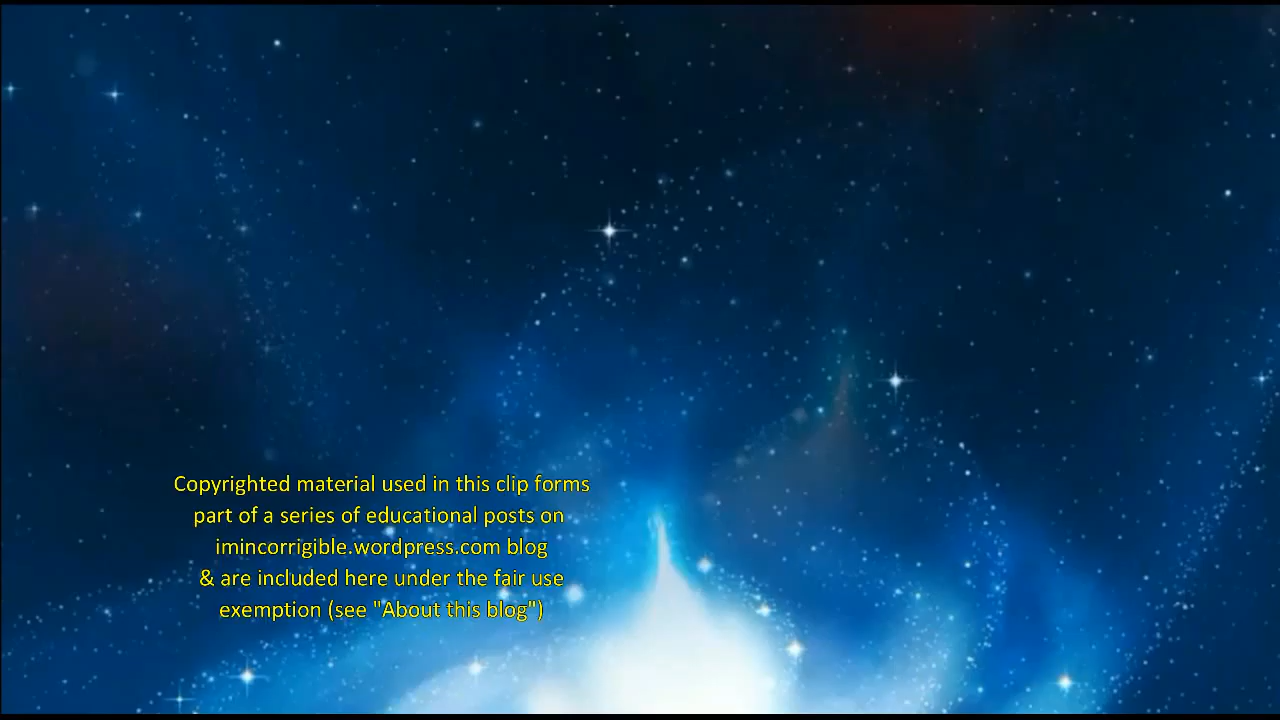 Copyrighted material used in this clip forms
part of a series of educational posts on
imincorrigible.wordpress.com blog
& are included here under the fair use
exemption (see "About this blog")